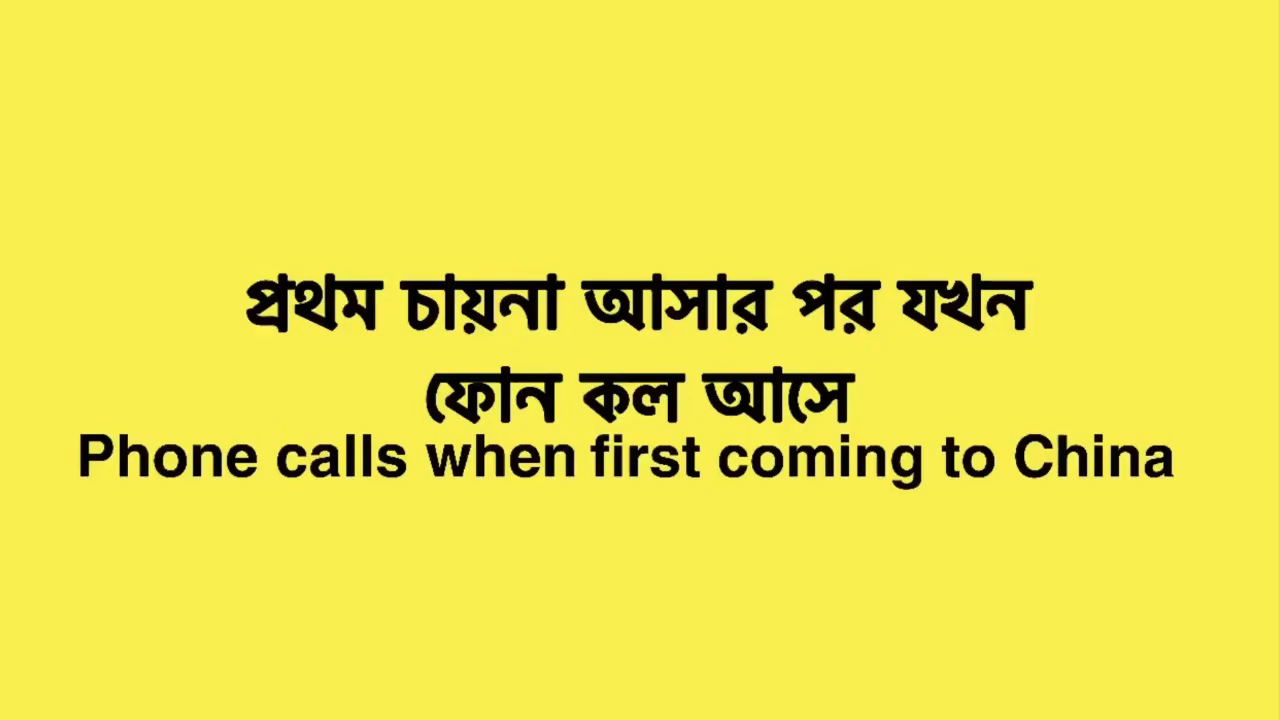 প্রথম চায়না আসার পর যখন
ফোন কল আসে
Phone calls when first coming to China